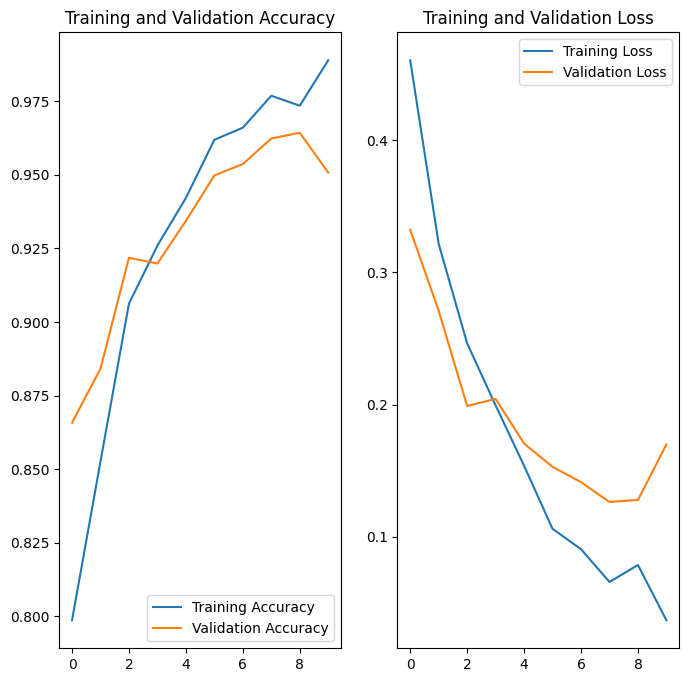 Training and Validation Accuracy
0.975
0.950
0.925
0.900
0.875
0.850
0.825
0.800
Training Accuracy
Validation Accuracy
0 2 4 6 8
Training and Validation Loss
Training Loss
Validation Loss
0.4
0.3
0.2
0.1
0 2 4 6 8